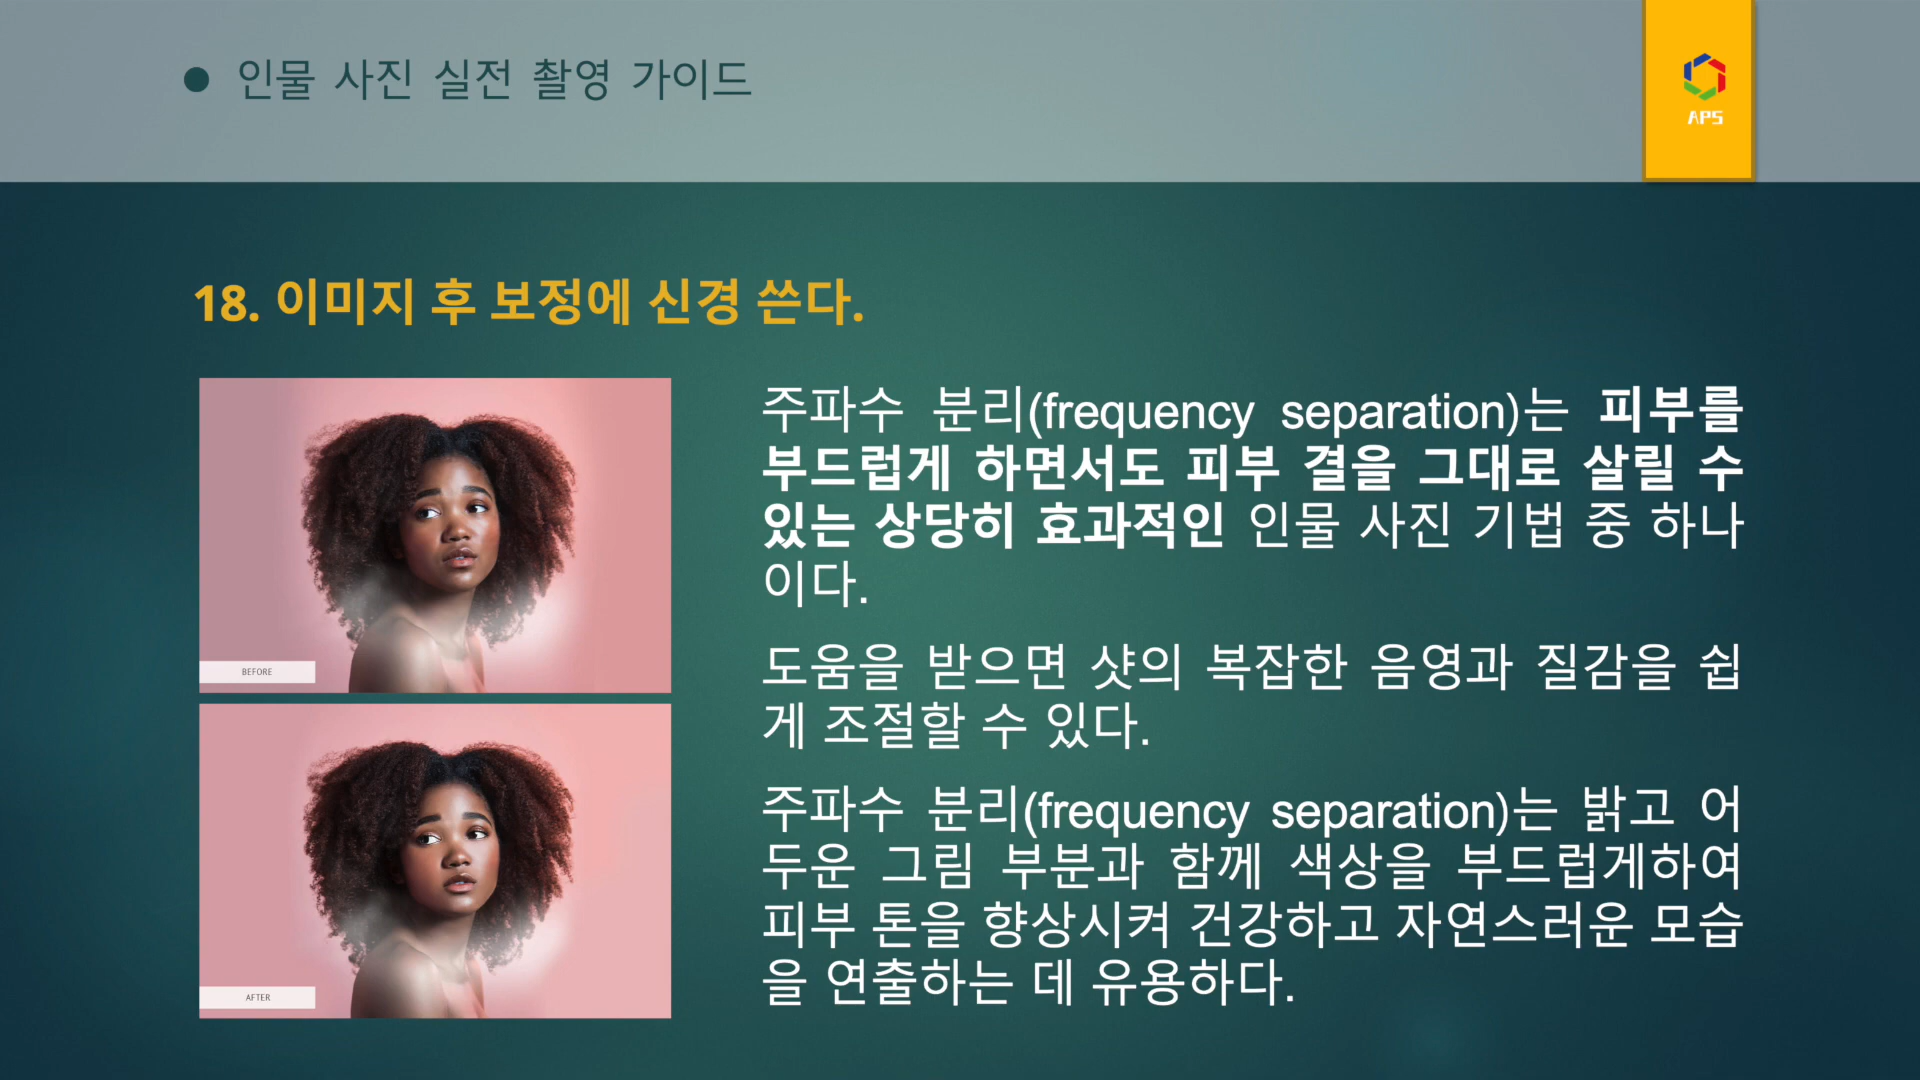 ● 인물 사진 실전 촬영 가이드
APS
18. 이미지 후 보정에 신경 쓴다.
BEFORE
AFTER
주파수 분리(frequency separation)는 피부를
부드럽게 하면서도 피부 결을 그대로 살릴 수
있는 상당히 효과적인 인물 사진 기법 중 하나
이다.
도움을 받으면 샷의 복잡한 음영과 질감을 쉽
게 조절할 수 있다.
주파수 분리(frequency separation)는 밝고 어
두운 그림 부분과 함께 색상을 부드럽게하여
피부 톤을 향상시켜 건강하고 자연스러운 모습
을 연출하는 데 유용하다.